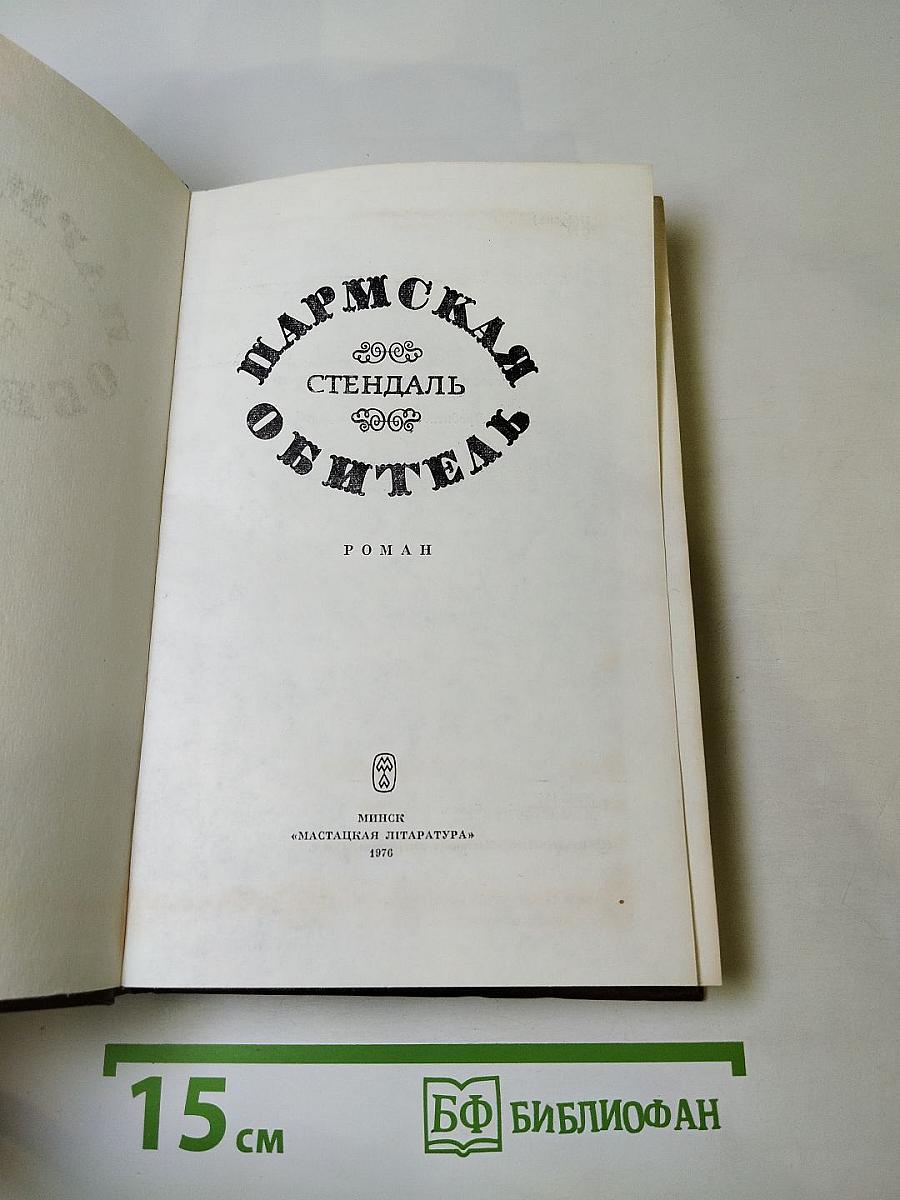 ПАРМСКАЯ
СТЕНДАЛЬ
ОБИТЕЛЬ
РОМАН
МИНСК
«МАСТАЦКАЯ ЛІТАРАТУРА»
1976
15 см
БФ БИБЛИОФАН